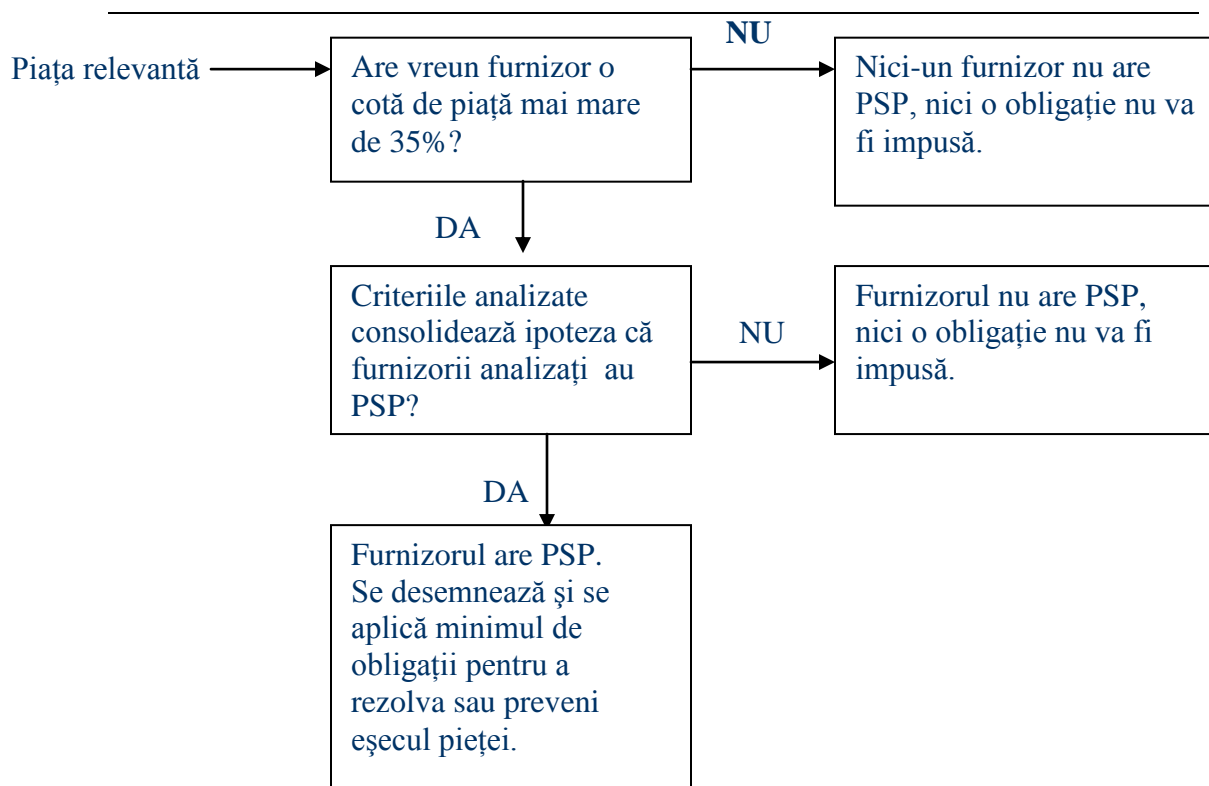 NU
Piața relevantă
Are vreun furnizor o
cotă de piață mai mare
de 35%?
Nici-un furnizor nu are
PSP, nici o obligație nu va
fi impusă.
DA
Criteriile analizate
consolidează ipoteza că
furnizorii analizați au
PSP?
NU
Furnizorul nu are PSP,
nici o obligație nu va fi
impusă.
DA
Furnizorul are PSP.
Se desemnează şi se
aplică minimul de
obligații pentru a
rezolva sau preveni
eşecul pieței.